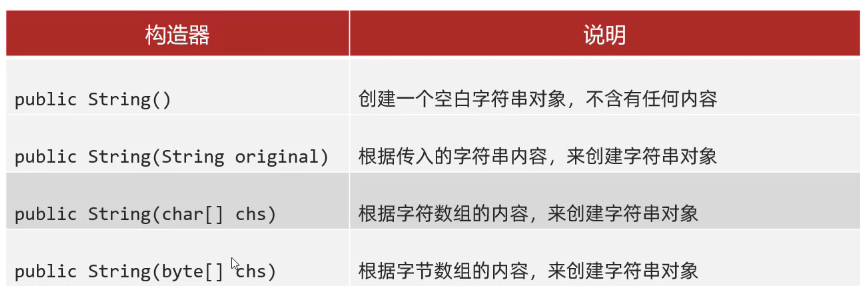 构造器 说明
public String() 创建一个空白字符串对象，不含有任何内容
public String(String original) 根据传入的字符串内容，来创建字符串对象
public String(char[] chs) 根据字符数组的内容，来创建字符串对象
public String(byte[] chs) 根据字节数组的内容，来创建字符串对象